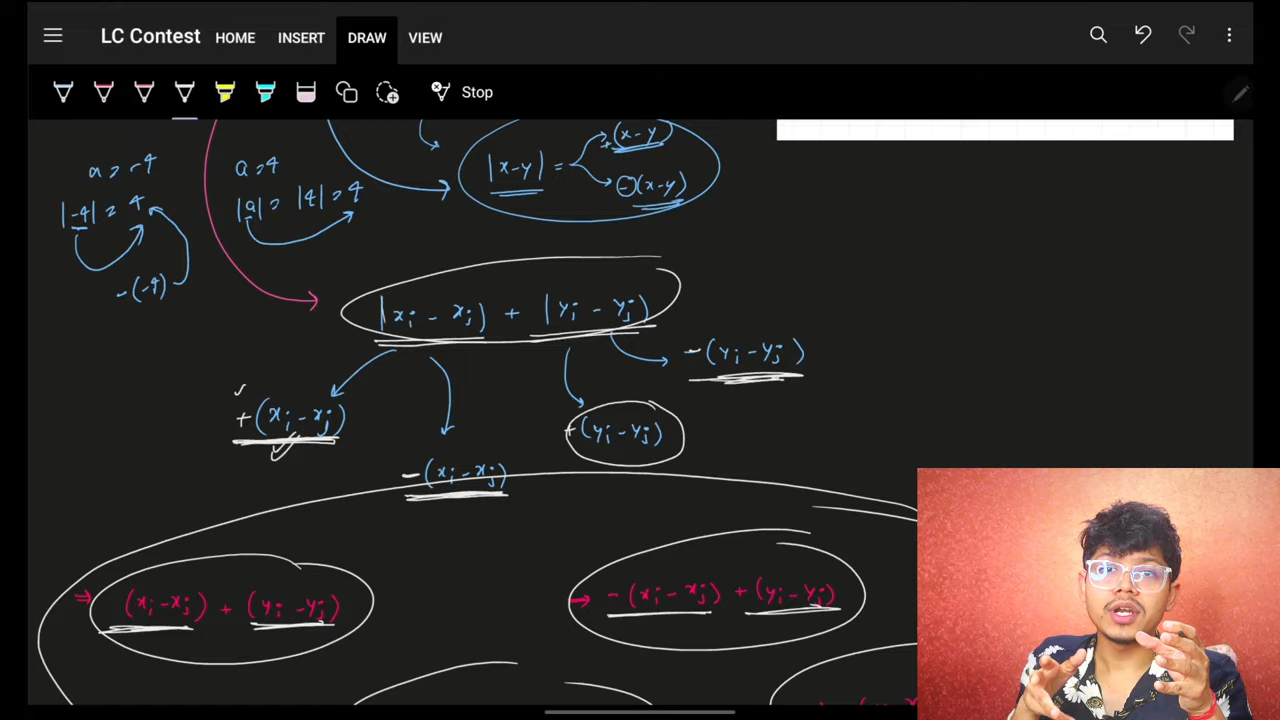 LC Contest HOME INSERT DRAW VIEW
Stop
a = -4
|-4| = 4
-(-4)
a = 4
|a| = |4| = 4
|x-y| =
+(x-y)
-(x-y)
|xi - xj| + |yi - yj|
-(yi - yj)
+(xi - xj)
+(yi - yj)
-(xi - xj)
⇒ (xi - xj) + (yi - yj)
→ -(xi - xj) + (yi - yj)